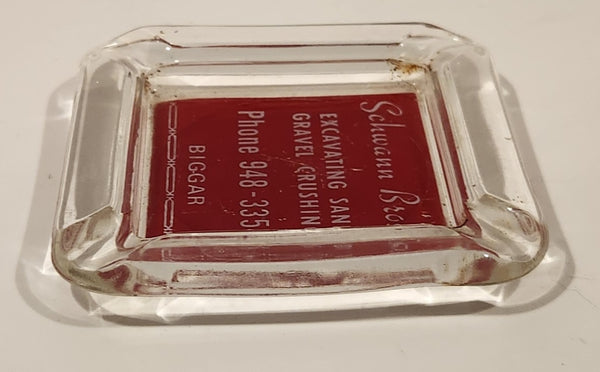 Schwann Bro
EXCAVATING SAN
GRAVEL CRUSHIN
Phone 948-335
BIGGAR